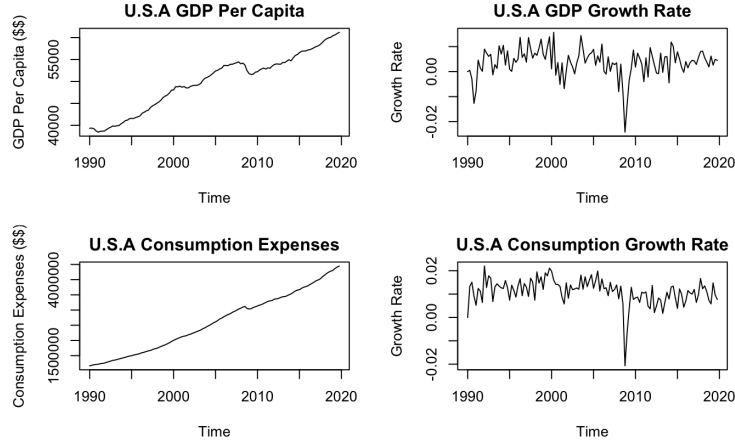 U.S.A GDP Per Capita
GDP Per Capita ($$)
55000
40000
1990 2000 2010 2020
Time
U.S.A GDP Growth Rate
Growth Rate
0.00
-0.02
1990 2000 2010 2020
Time
U.S.A Consumption Expenses
Consumption Expenses ($$)
4000000
1500000
1990 2000 2010 2020
Time
U.S.A Consumption Growth Rate
Growth Rate
0.02
0.00
-0.02
1990 2000 2010 2020
Time